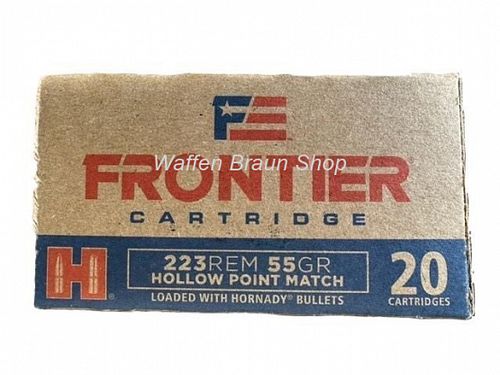 FE
Waffen Braun Shop
FRONTIER
CARTRIDGE
H®
223REM 55GR
HOLLOW POINT MATCH
LOADED WITH HORNADY® BULLETS
20
CARTRIDGES